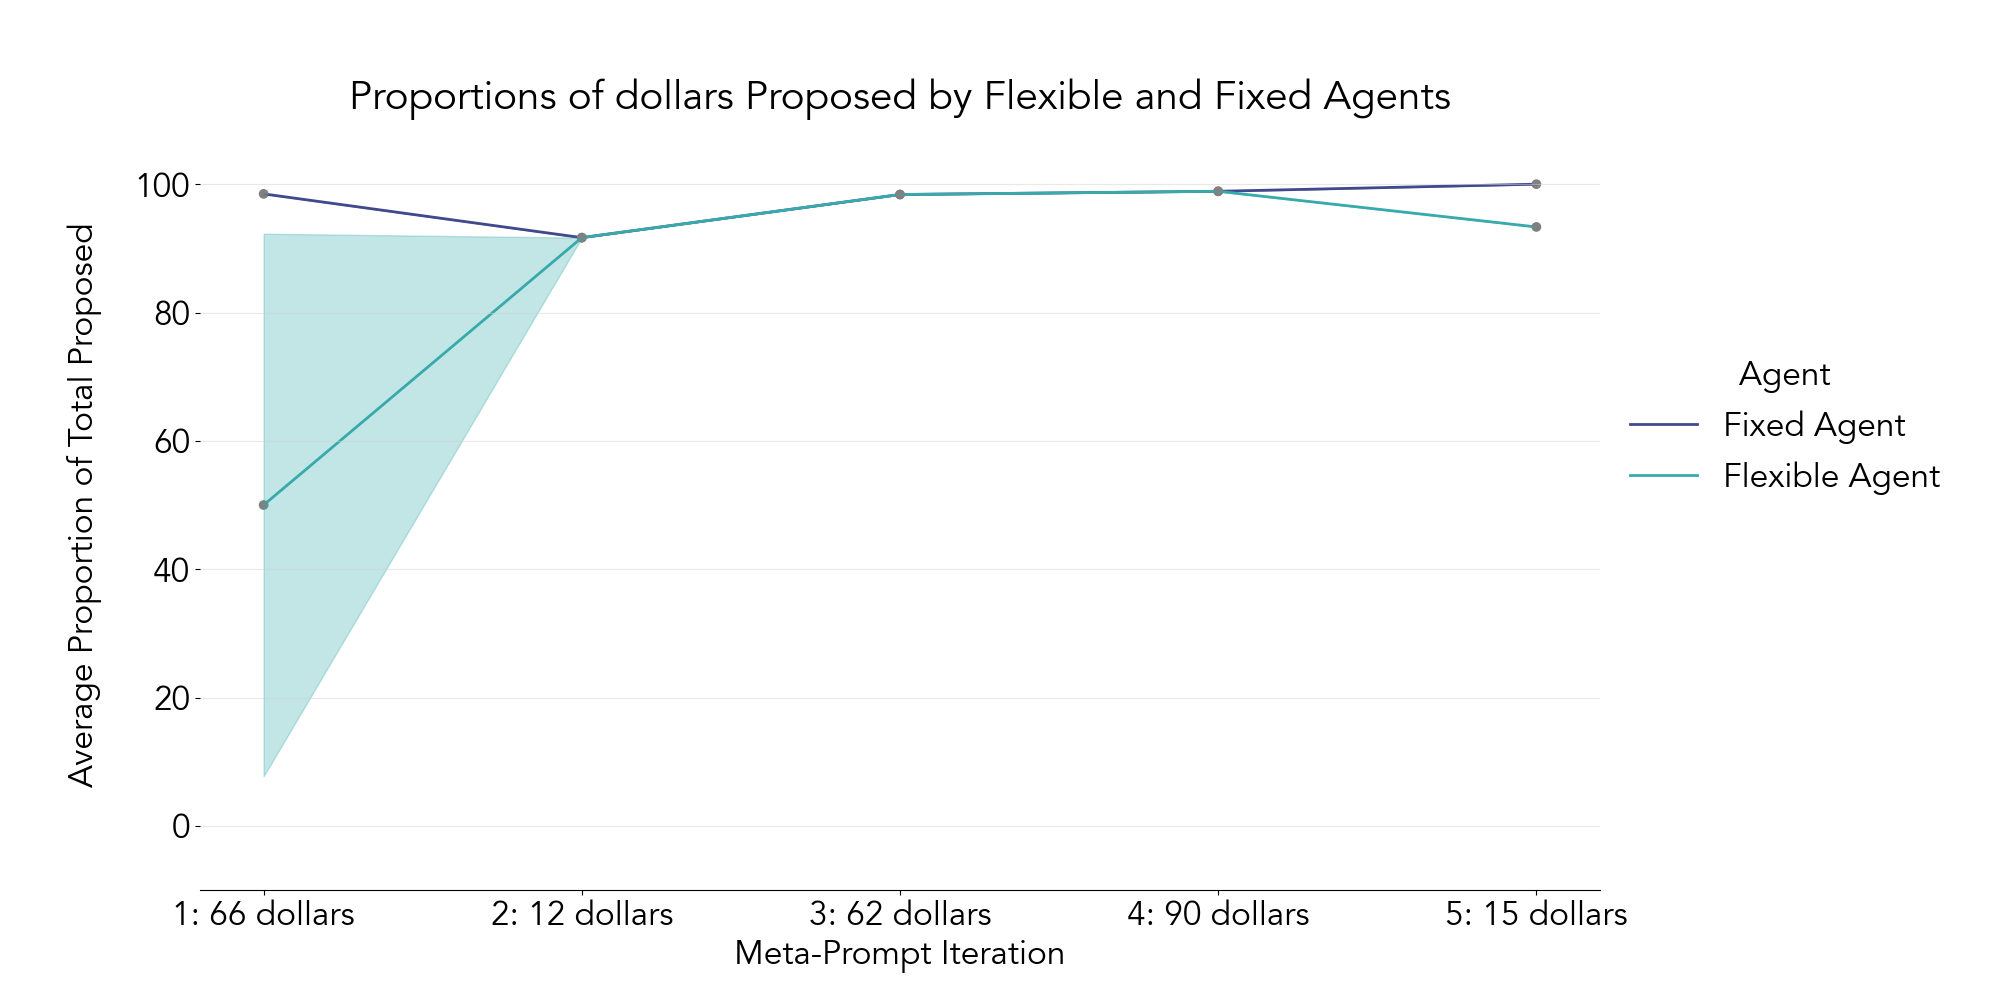 Proportions of dollars Proposed by Flexible and Fixed Agents
Average Proportion of Total Proposed
100
80
60
40
20
0
1: 66 dollars
2: 12 dollars
3: 62 dollars
4: 90 dollars
5: 15 dollars
Meta-Prompt Iteration
Agent
Fixed Agent
Flexible Agent